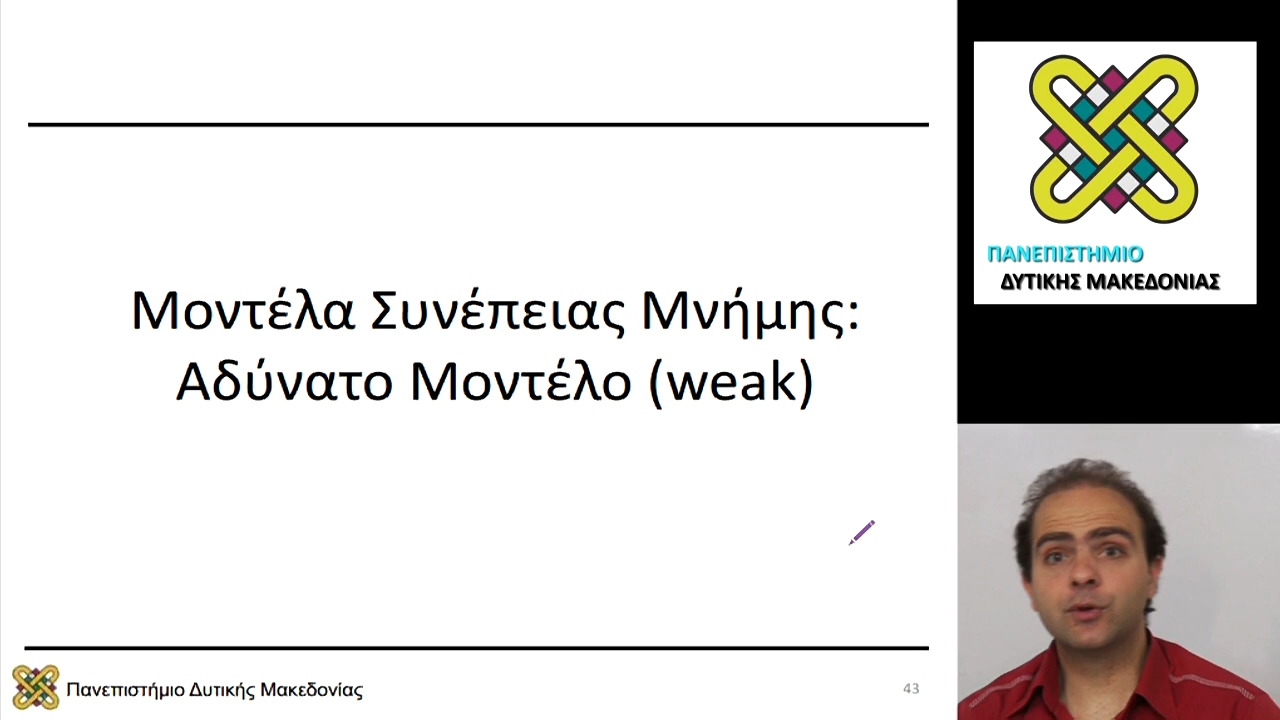 Μοντέλα Συνέπειας Μνήμης:
Αδύνατο Μοντέλο (weak)
Πανεπιστήμιο Δυτικής Μακεδονίας
43
ΠΑΝΕΠΙΣΤΗΜΙΟ
ΔΥΤΙΚΗΣ ΜΑΚΕΔΟΝΙΑΣ